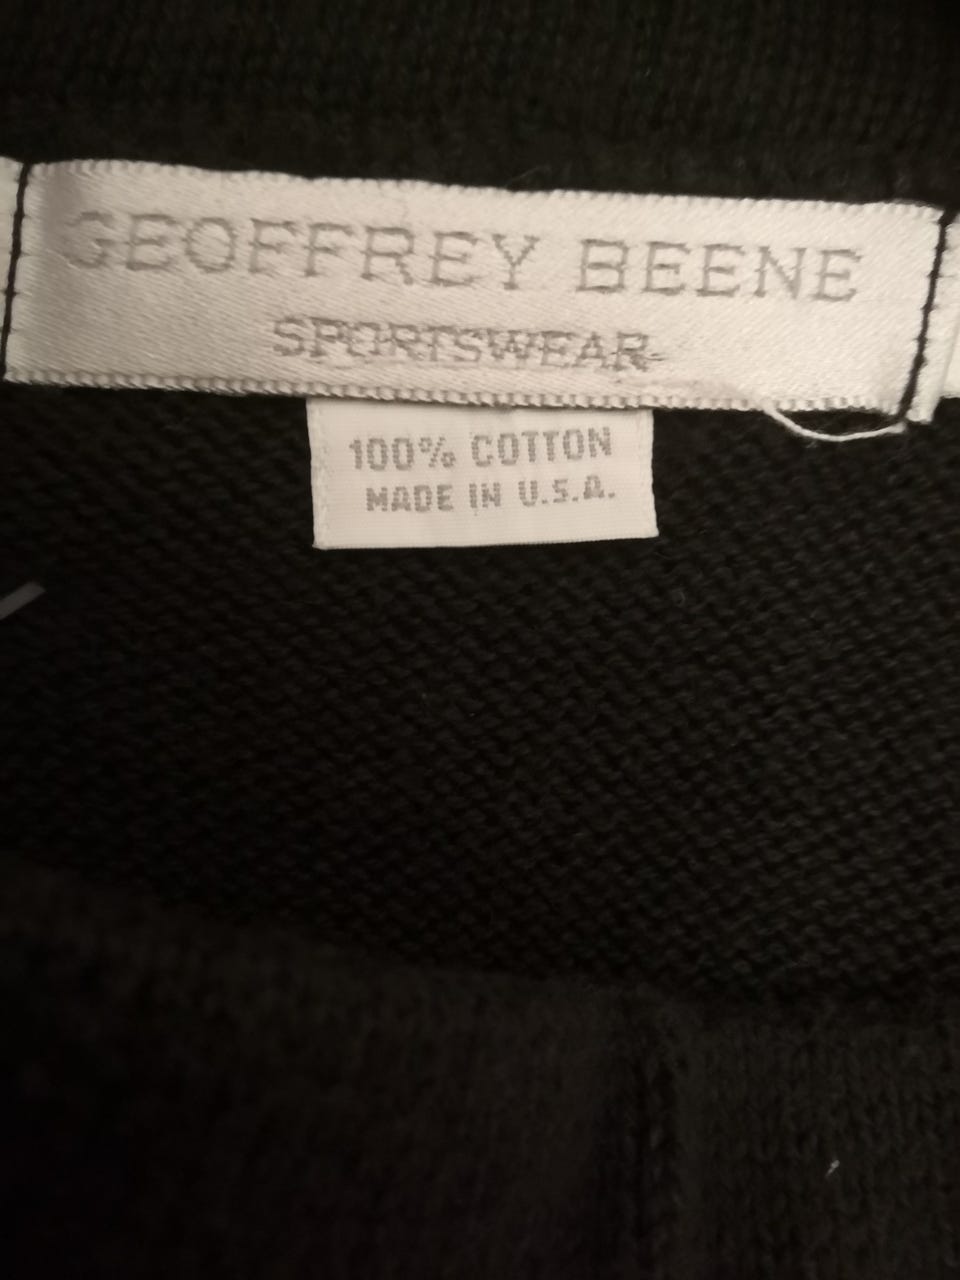 GEOFFREY BEENE
SPORTSWEAR
100% COTTON
MADE IN U.S.A.